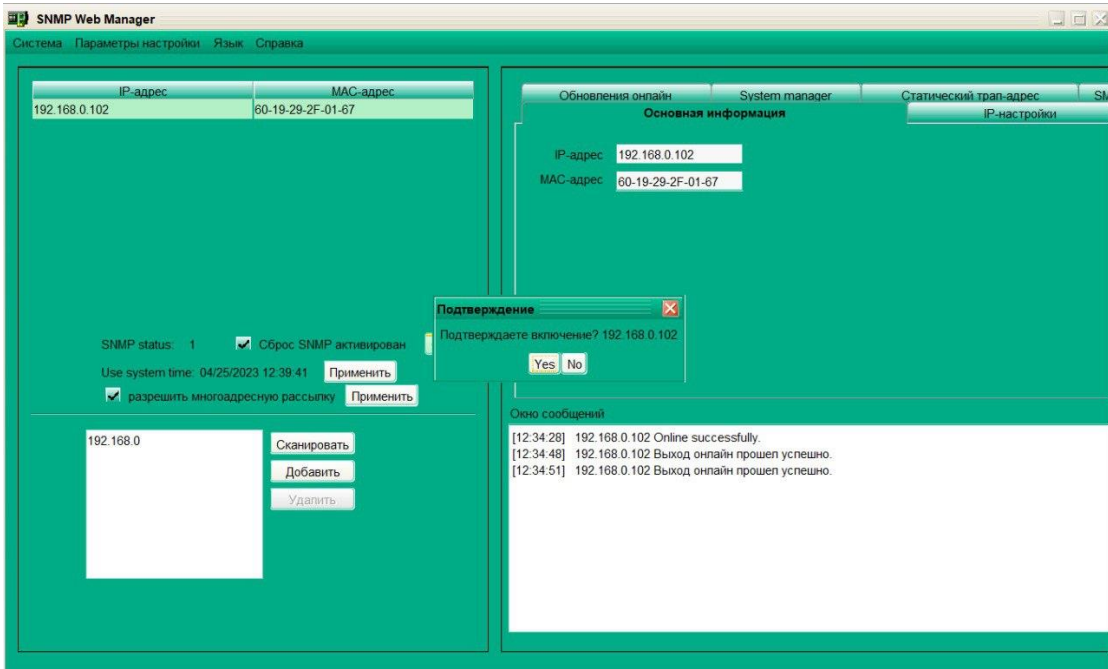 SNMP Web Manager
Система Параметры настройки Язык Справка
IP-адрес MAC-адрес
192.168.0.102 60-19-29-2F-01-67
SNMP status: 1 Сброс SNMP активирован
Use system time: 04/25/2023 12:39:41 Применить
разрешить многоадресную рассылку Применить
192.168.0
Сканировать
Добавить
Удалить
Обновления онлайн System manager Статический трап-адрес
Основная информация IP-настройки
IP-адрес 192.168.0.102
MAC-адрес 60-19-29-2F-01-67
Подтверждение
Подтверждаете включение? 192.168.0.102
Yes No
Окно сообщений
[12:34:28] 192.168.0.102 Online successfully.
[12:34:48] 192.168.0.102 Выход онлайн прошел успешно.
[12:34:51] 192.168.0.102 Выход онлайн прошел успешно.